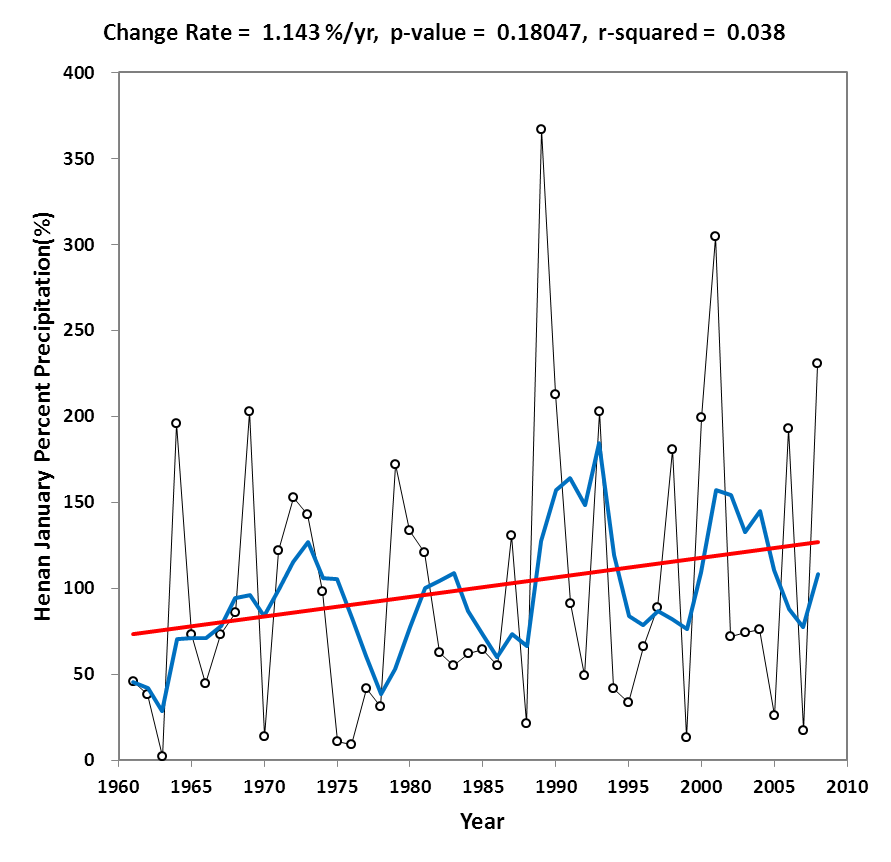 Change Rate = 1.143 %/yr, p-value = 0.18047, r-squared = 0.038
Henan January Percent Precipitation(%)
400
350
300
250
200
150
100
50
0
1960 1965 1970 1975 1980 1985 1990 1995 2000 2005 2010
Year